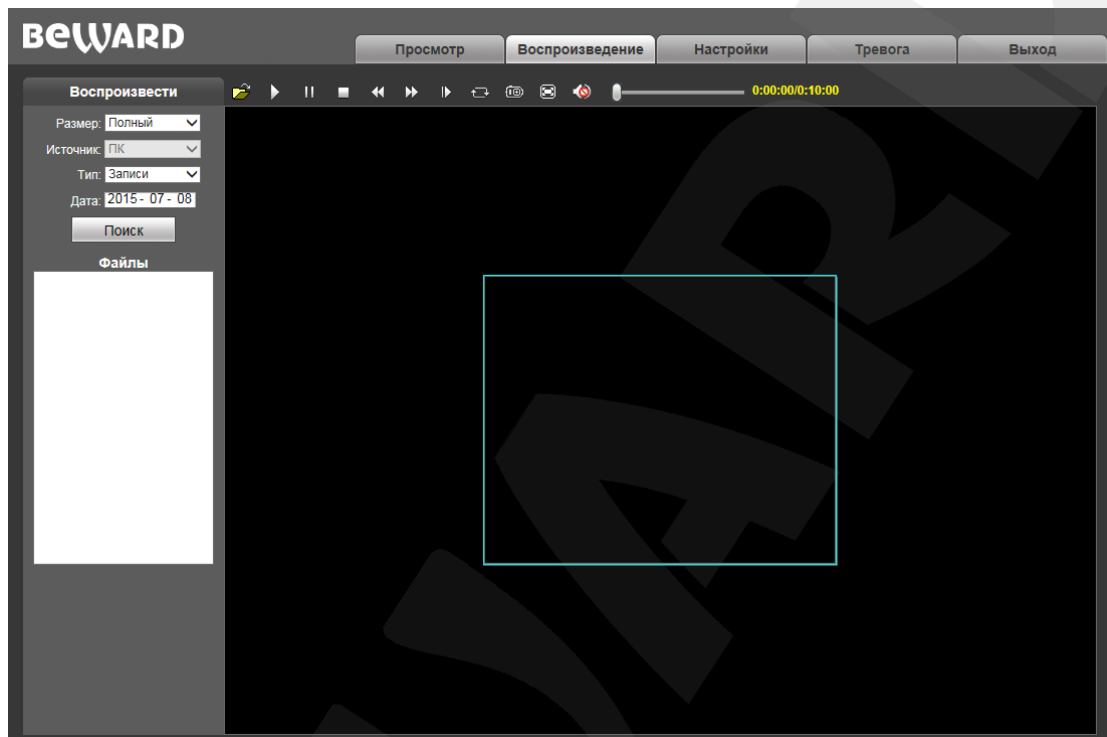 BEWARD
Просмотр Воспроизведение Настройки Тревога Выход
Воспроизвести 0:00:00/0:10:00
Размер: Полный
Источник: ПК
Тип: Записи
Дата: 2015 - 07 - 08
Поиск
Файлы